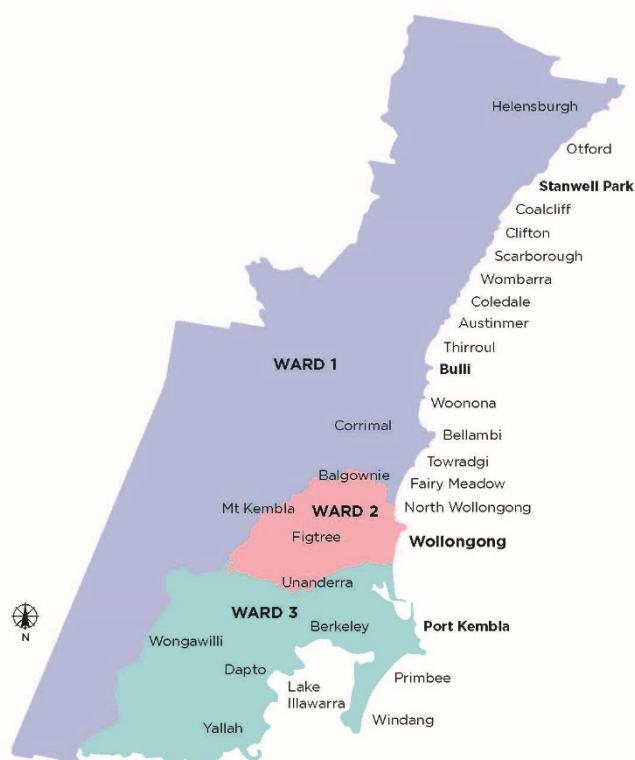 Helensburgh
Otford
Stanwell Park
Coalcliff
Clifton
Scarborough
Wombarra
Coledale
Austinmer
Thirroul
WARD 1
Bulli
Woonona
Corrimal
Bellambi
Towradgi
Balgownie
Fairy Meadow
Mt Kembla
WARD 2
North Wollongong
Figtree
Wollongong
Unanderra
WARD 3
Berkeley
Port Kembla
N
Wongawilli
Dapto
Primbee
Lake
Illawarra
Windang
Yallah